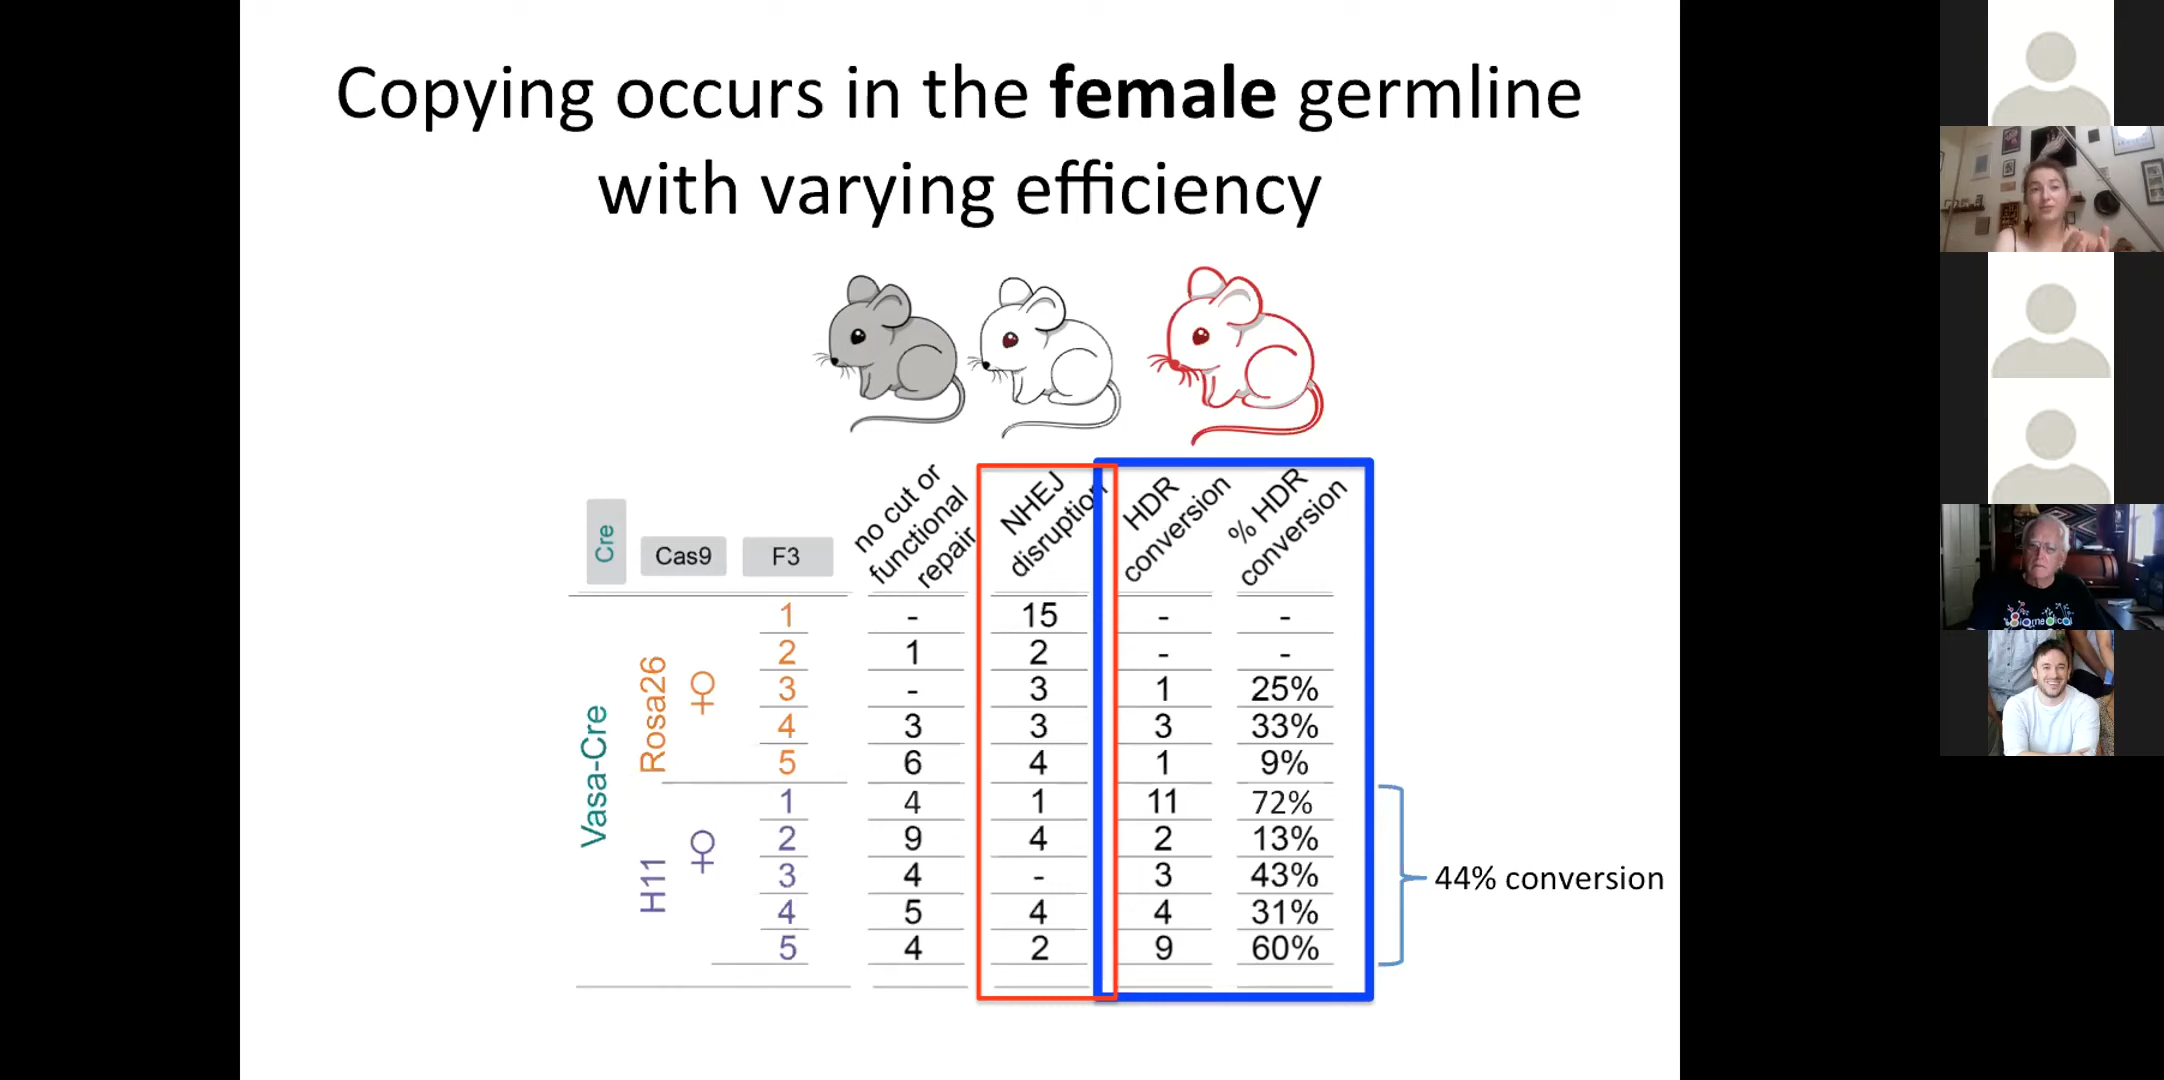 Copying occurs in the female germline
with varying efficiency
Cre
Cas9
F3
no cut or
functional
repair
NHEJ
disruption
HDR
conversion
% HDR
conversion
Vasa-Cre
Rosa26
♀
1 - 15 - -
2 1 2 - -
3 - 3 1 25%
4 3 3 3 33%
5 6 4 1 9%
H11
♀
1 4 1 11 72%
2 9 4 2 13%
3 4 - 3 43%
4 5 4 4 31%
5 4 2 9 60%
44% conversion